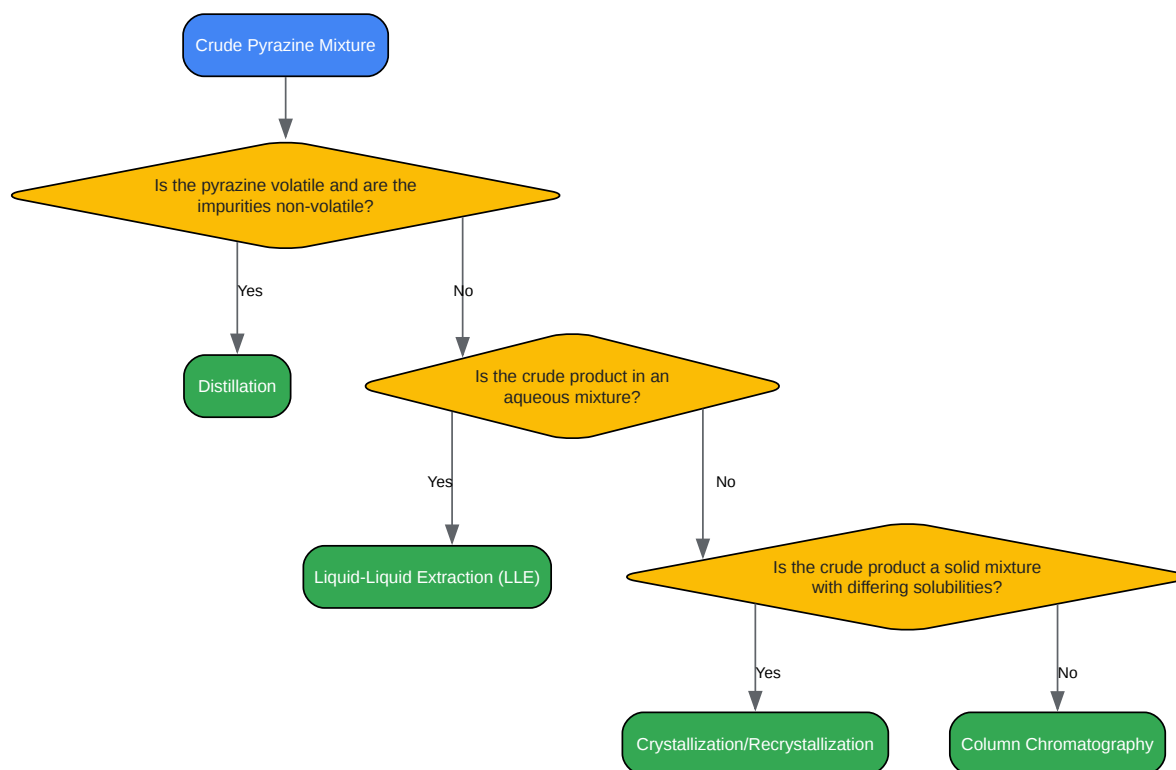 Crude Pyrazine Mixture
Is the pyrazine volatile and are the
impurities non-volatile?
Yes
No
Distillation
Is the crude product in an
aqueous mixture?
Yes
No
Liquid-Liquid Extraction (LLE)
Is the crude product a solid mixture
with differing solubilities?
Yes
No
Crystallization/Recrystallization
Column Chromatography